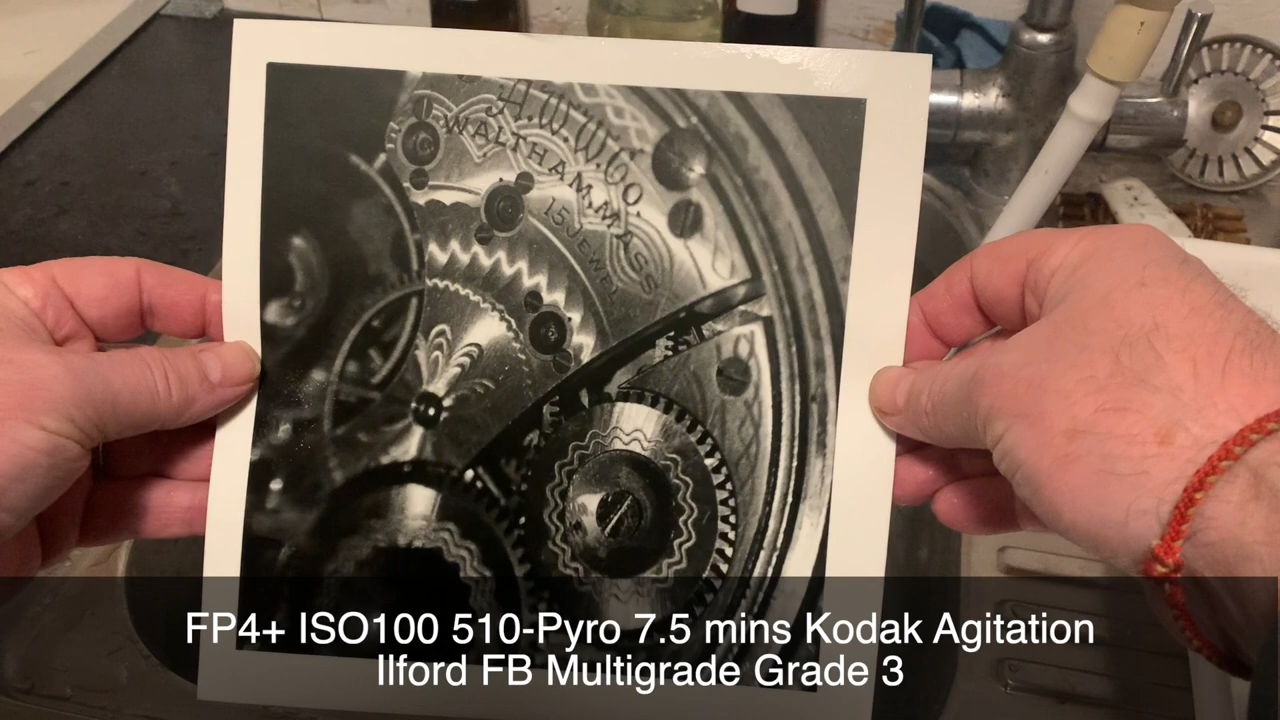 A.W.W.Co.
WALTHAM, MASS
15 JEWEL
FP4+ ISO100 510-Pyro 7.5 mins Kodak Agitation
Ilford FB Multigrade Grade 3